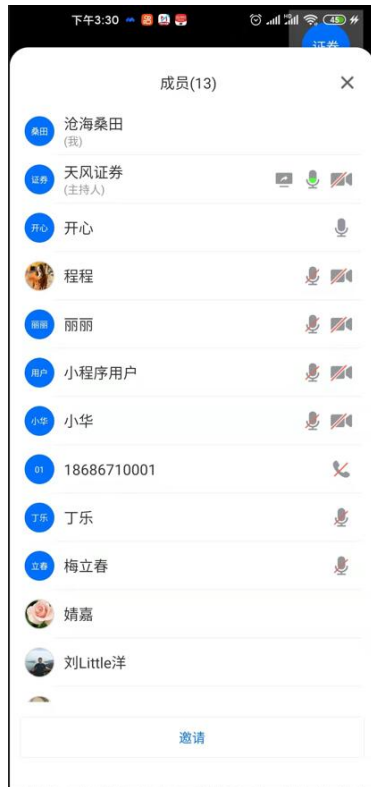 下午3:30
45
证券
成员(13)
桑田
沧海桑田
(我)
证券
天风证券
(主持人)
开心
开心
程程
丽丽
丽丽
用户
小程序用户
小华
小华
01
18686710001
丁乐
丁乐
立春
梅立春
婧嘉
刘Little洋
邀请